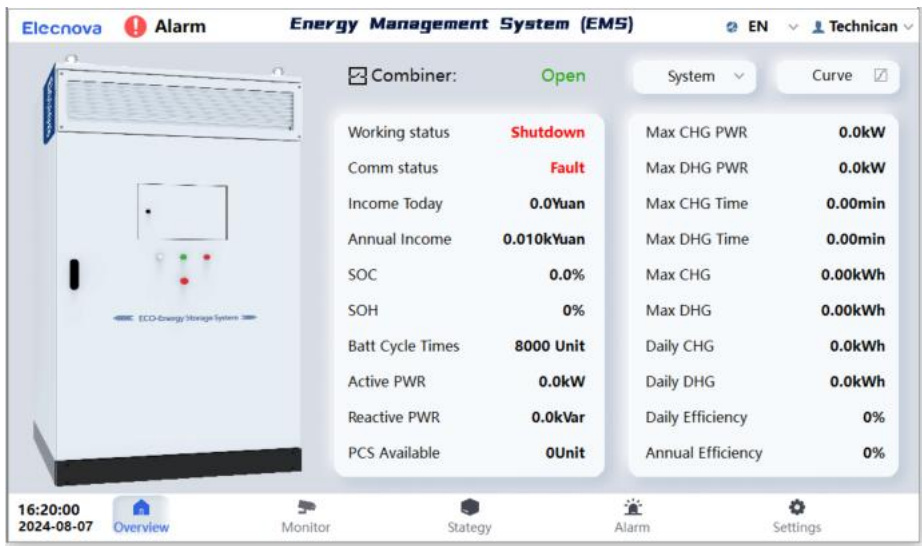 Elecnova
Alarm
Energy Management System (EMS)
EN
Technican
Combiner: Open
System
Curve
Working status Shutdown
Comm status Fault
Income Today 0.0Yuan
Annual Income 0.010kYuan
SOC 0.0%
SOH 0%
Batt Cycle Times 8000 Unit
Active PWR 0.0kW
Reactive PWR 0.0kVar
PCS Available 0Unit
Max CHG PWR 0.0kW
Max DHG PWR 0.0kW
Max CHG Time 0.00min
Max DHG Time 0.00min
Max CHG 0.00kWh
Max DHG 0.00kWh
Daily CHG 0.0kWh
Daily DHG 0.0kWh
Daily Efficiency 0%
Annual Efficiency 0%
ECO-Energy Storage System
16:20:00
2024-08-07
Overview
Monitor
Stategy
Alarm
Settings